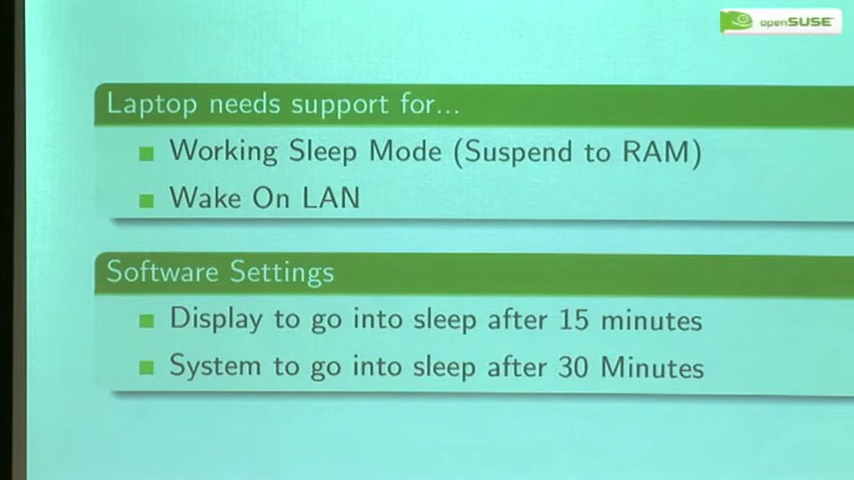 openSUSE
Laptop needs support for...
Working Sleep Mode (Suspend to RAM)
Wake On LAN
Software Settings
Display to go into sleep after 15 minutes
System to go into sleep after 30 Minutes